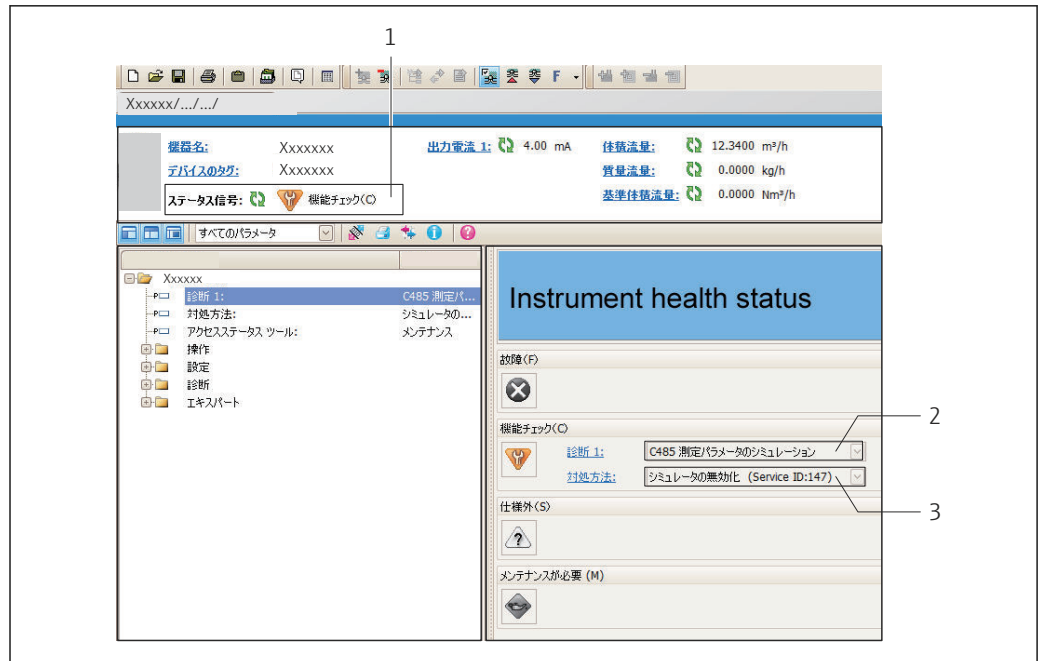 1
F
Xxxxxx/.../.../
機器名: Xxxxxxx 出力電流 1: 4.00 mA 体積流量: 12.3400 m³/h
デバイスのタグ: Xxxxxxx 質量流量: 0.0000 kg/h
ステータス信号: 機能チェック(C) 基準体積流量: 0.0000 Nm³/h
すべてのパラメータ
Xxxxxx
診断 1: C485 測定パ...
対処方法: シミュレータの...
アクセスステータス ツール: メンテナンス
操作
設定
診断
エキスパート
Instrument health status
故障(F)
機能チェック(C)
診断 1: C485 測定パラメータのシミュレーション
2
対処方法: シミュレータの無効化 (Service ID:147)
3
仕様外(S)
メンテナンスが必要 (M)